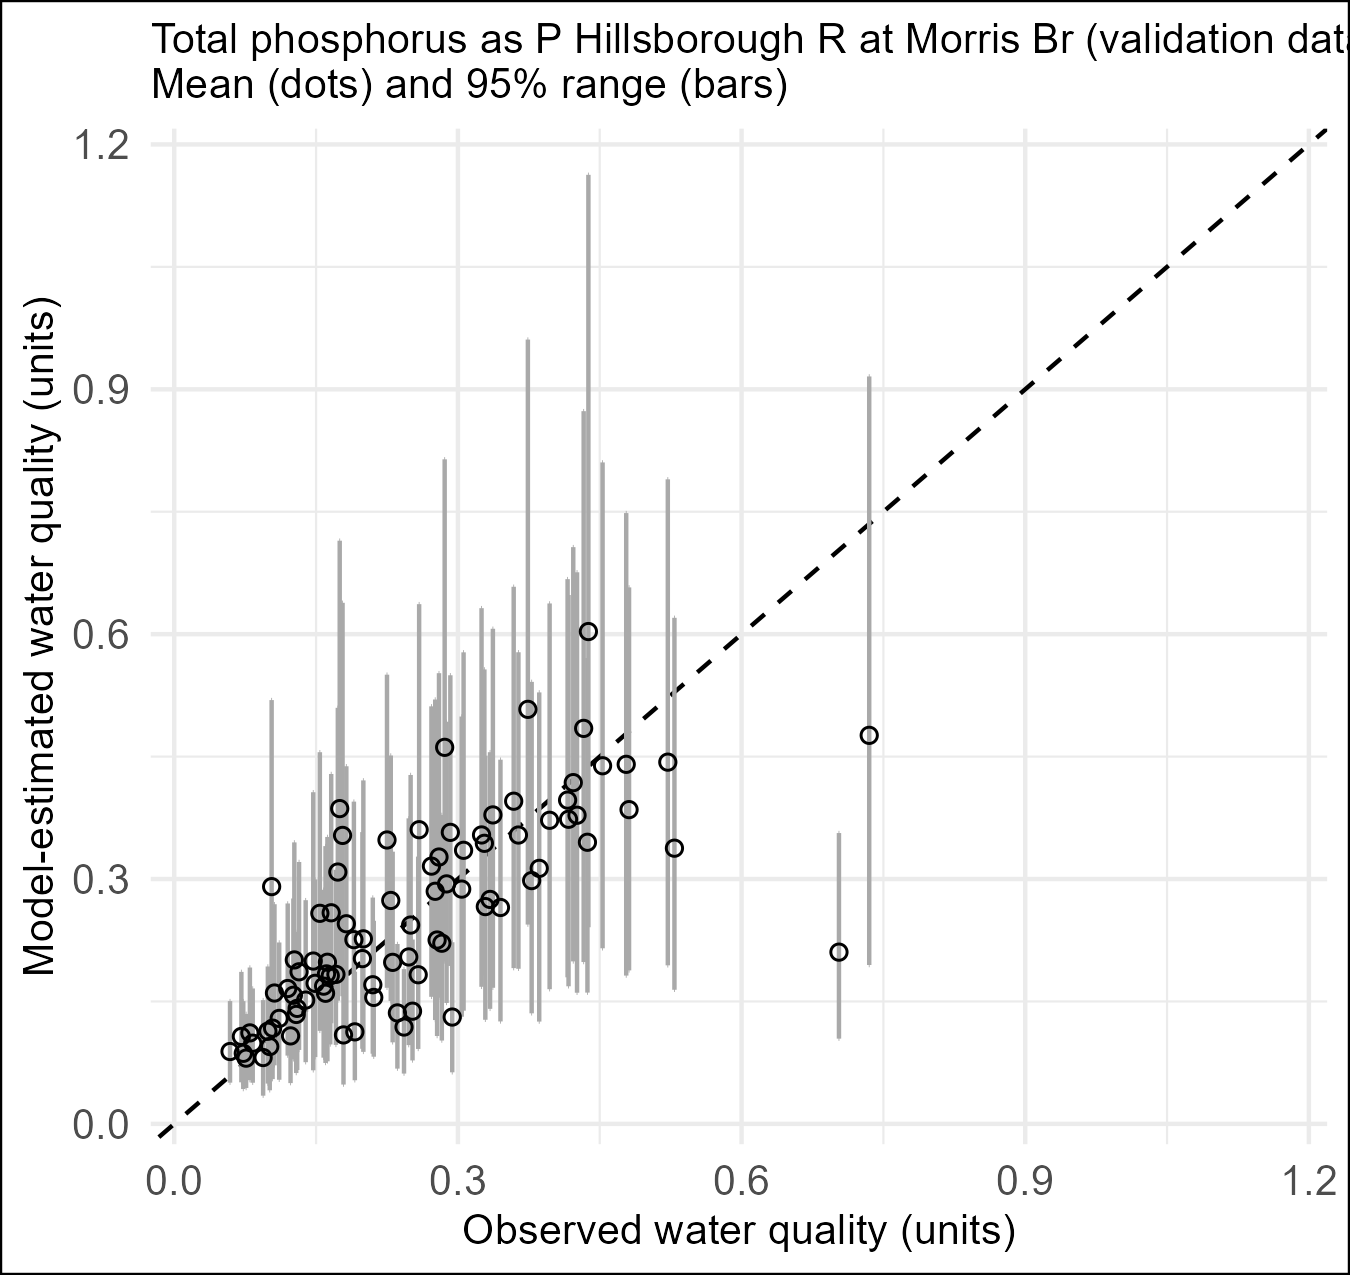 Total phosphorus as P Hillsborough R at Morris Br (validation data
Mean (dots) and 95% range (bars)
1.2
0.9
0.6
0.3
0.0
Model-estimated water quality (units)
0.0 0.3 0.6 0.9 1.2
Observed water quality (units)